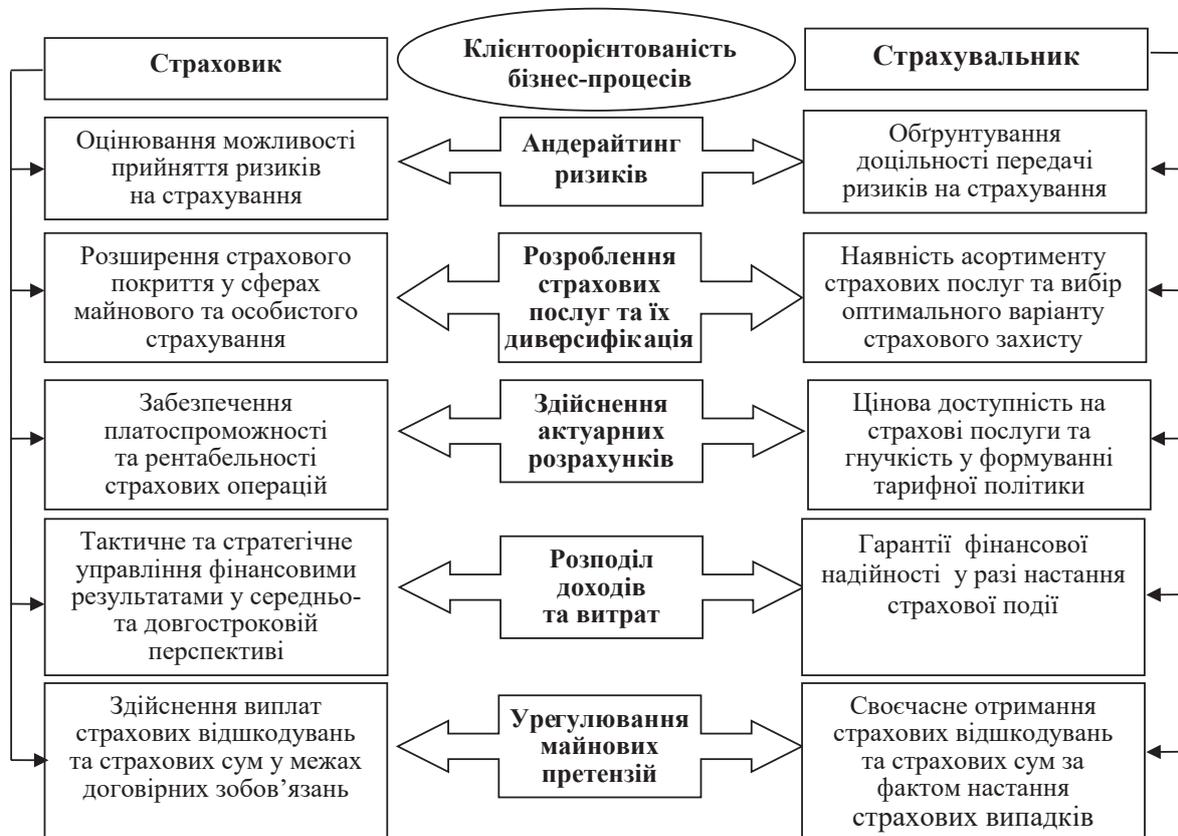 Страховик
Клієнтоорієнтованість
бізнес-процесів
Страхувальник
Оцінювання можливості
прийняття ризиків
на страхування
Андерайтинг
ризиків
Обґрунтування
доцільності передачі
ризиків на страхування
Розширення страхового
покриття у сферах
майнового та особистого
страхування
Розроблення
страхових
послуг та їх
диверсифікація
Наявність асортименту
страхових послуг та вибір
оптимального варіанту
страхового захисту
Забезпечення
платоспроможності
та рентабельності
страхових операцій
Здійснення
актуарних
розрахунків
Цінова доступність на
страхові послуги та
гнучкість у формуванні
тарифної політики
Тактичне та стратегічне
управління фінансовими
результатами у середньо-
та довгостроковій
перспективі
Розподіл
доходів
та витрат
Гарантії фінансової
надійності у разі настання
страхової події
Здійснення виплат
страхових відшкодувань
та страхових сум у межах
договірних зобов’язань
Урегулювання
майнових
претензій
Своєчасне отримання
страхових відшкодувань
та страхових сум за
фактом настання
страхових випадків